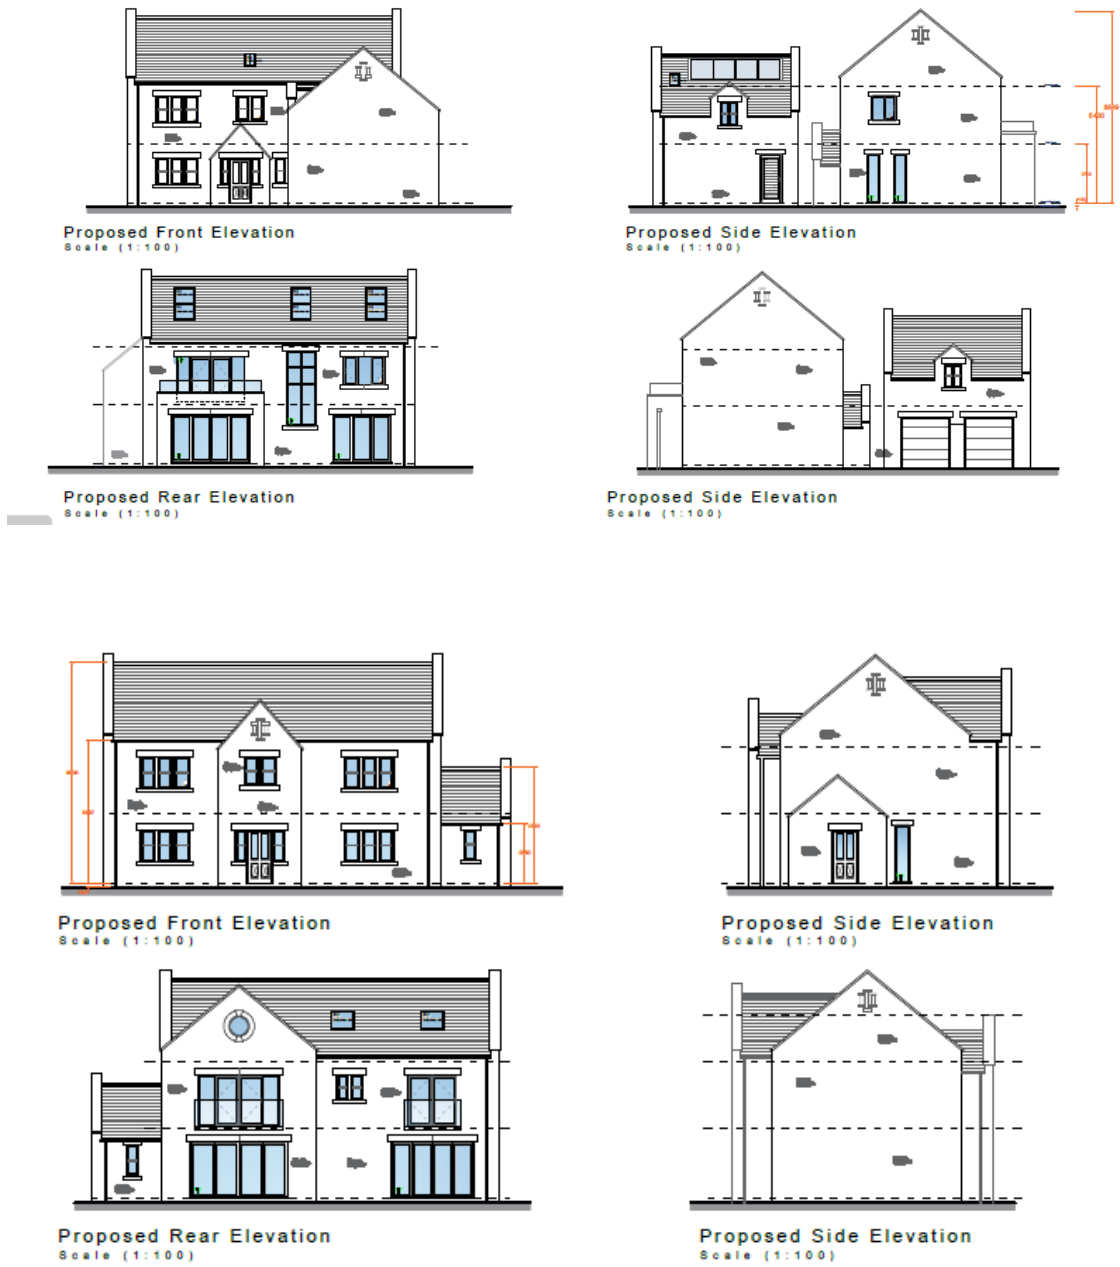 Proposed Front Elevation
Scale (1:100)
Proposed Side Elevation
Scale (1:100)
Proposed Rear Elevation
Scale (1:100)
Proposed Side Elevation
Scale (1:100)
Proposed Front Elevation
Scale (1:100)
Proposed Side Elevation
Scale (1:100)
Proposed Rear Elevation
Scale (1:100)
Proposed Side Elevation
Scale (1:100)